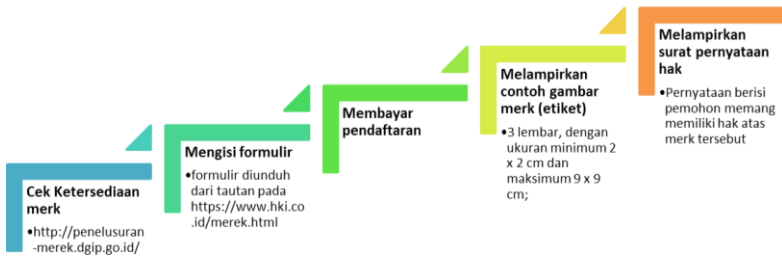 Cek Ketersediaan
merk
•http://penelusuran
-merek.dgip.go.id/
Mengisi formulir
•formulir diunduh
dari tautan pada
https://www.hki.co
.id/merek.html
Membayar
pendaftaran
Melampirkan
contoh gambar
merk (etiket)
•3 lembar, dengan
ukuran minimum 2
x 2 cm dan
maksimum 9 x 9
cm;
Melampirkan
surat pernyataan
hak
•Pernyataan berisi
pemohon memang
memiliki hak atas
merk tersebut